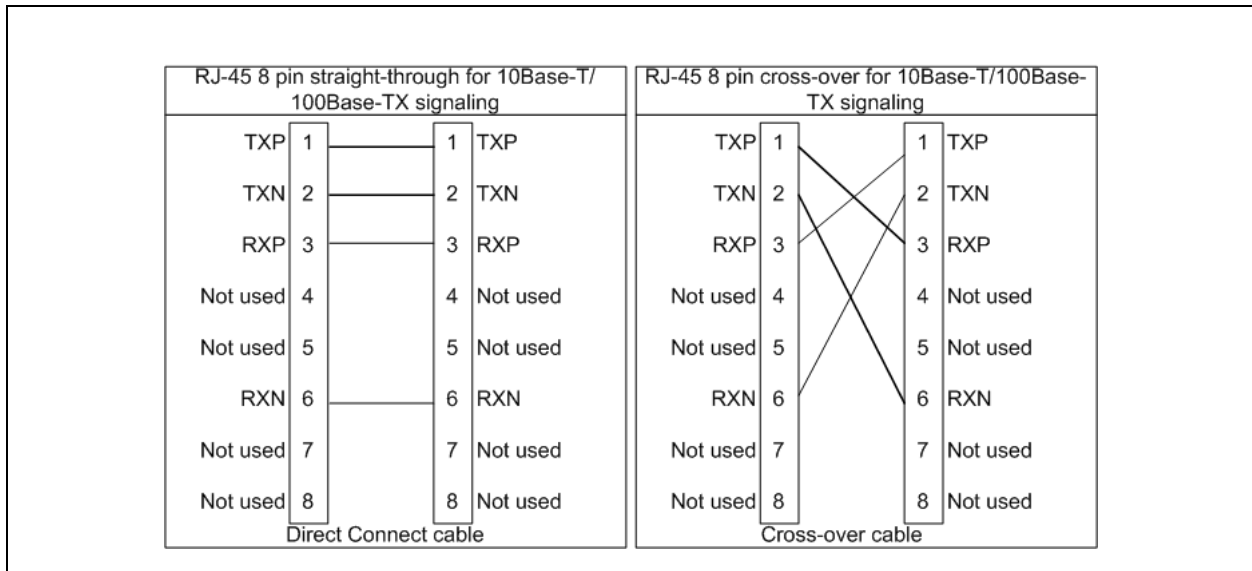 RJ-45 8 pin straight-through for 10Base-T/
100Base-TX signaling
TXP 1 1 TXP
TXN 2 2 TXN
RXP 3 3 RXP
Not used 4 4 Not used
Not used 5 5 Not used
RXN 6 6 RXN
Not used 7 7 Not used
Not used 8 8 Not used
Direct Connect cable
RJ-45 8 pin cross-over for 10Base-T/100Base-
TX signaling
TXP 1 1 TXP
TXN 2 2 TXN
RXP 3 3 RXP
Not used 4 4 Not used
Not used 5 5 Not used
RXN 6 6 RXN
Not used 7 7 Not used
Not used 8 8 Not used
Cross-over cable